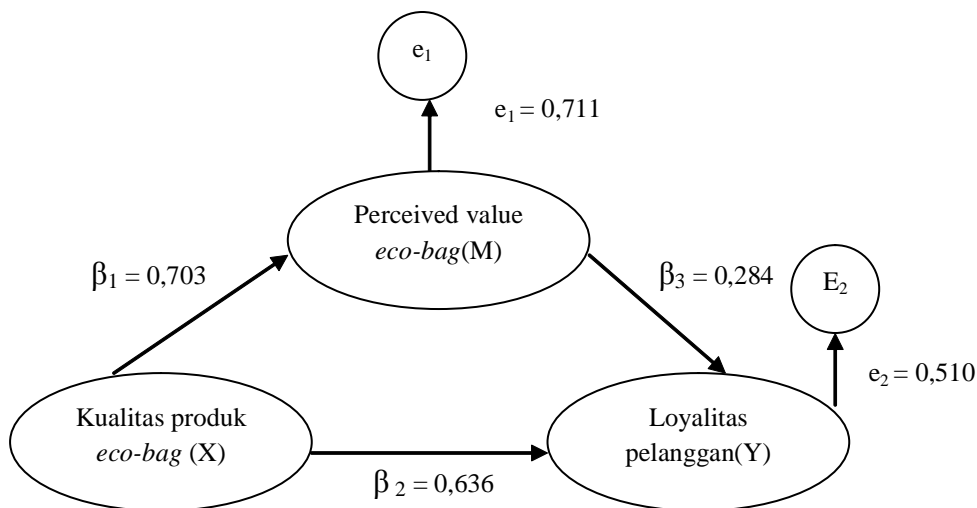 e₁
e₁ = 0,711
Perceived value
eco-bag(M)
β₁ = 0,703
β₃ = 0,284
E₂
e₂ = 0,510
Kualitas produk
eco-bag (X)
Loyalitas
pelanggan(Y)
β ₂ = 0,636